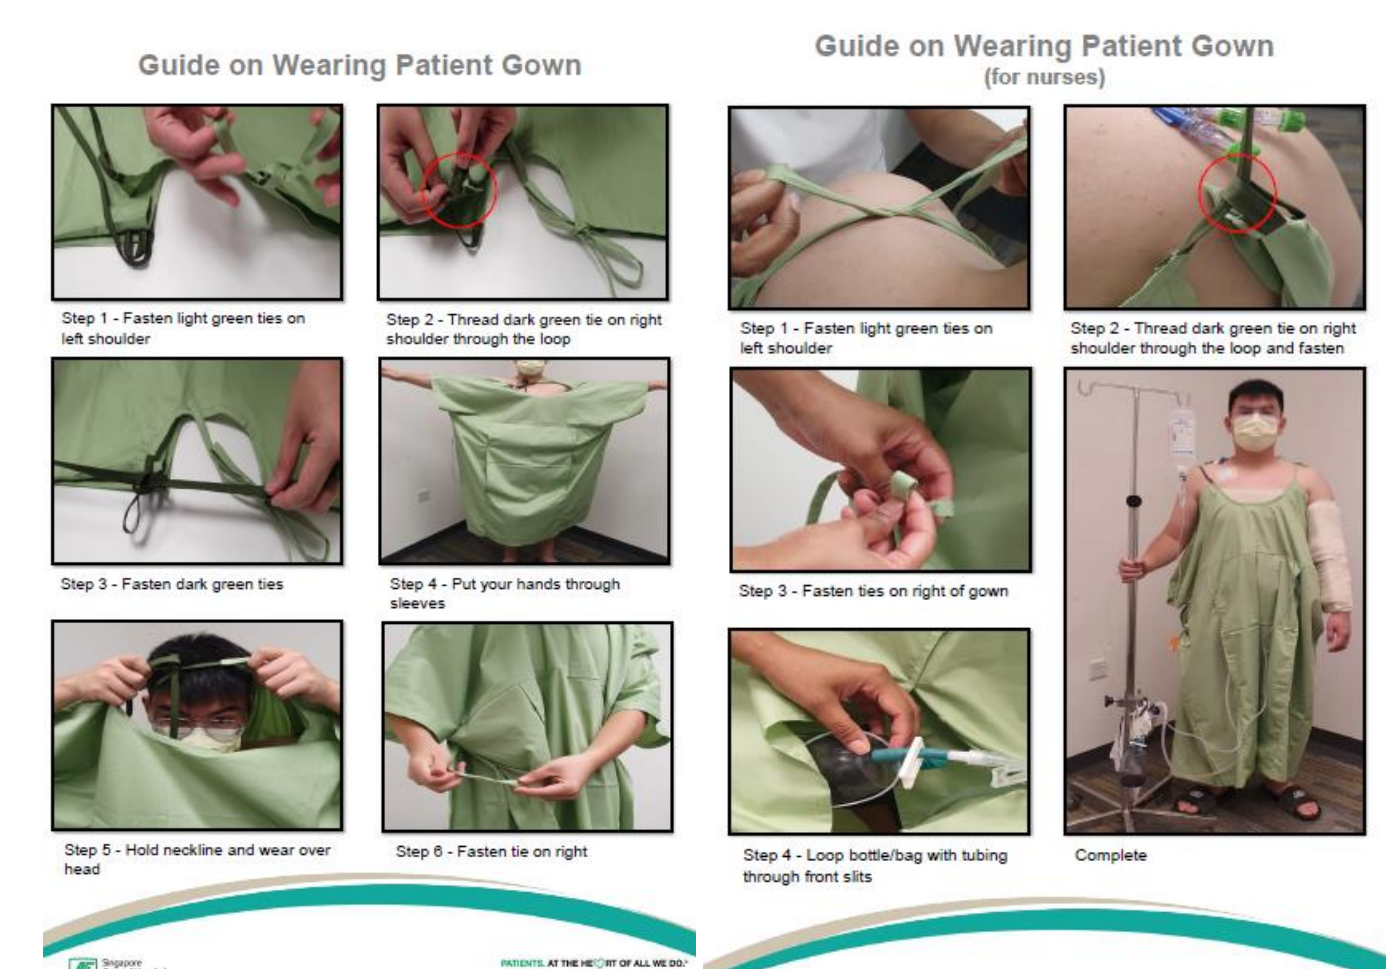 Guide on Wearing Patient Gown
Step 1 - Fasten light green ties on
left shoulder
Step 2 - Thread dark green tie on right
shoulder through the loop
Step 3 - Fasten dark green ties
Step 4 - Put your hands through
sleeves
Step 5 - Hold neckline and wear over
head
Step 6 - Fasten tie on right
Singapore
PATIENTS. AT THE HE♡RT OF ALL WE DO.®
Guide on Wearing Patient Gown
(for nurses)
Step 1 - Fasten light green ties on
left shoulder
Step 2 - Thread dark green tie on right
shoulder through the loop and fasten
Step 3 - Fasten ties on right of gown
Step 4 - Loop bottle/bag with tubing
through front slits
Complete